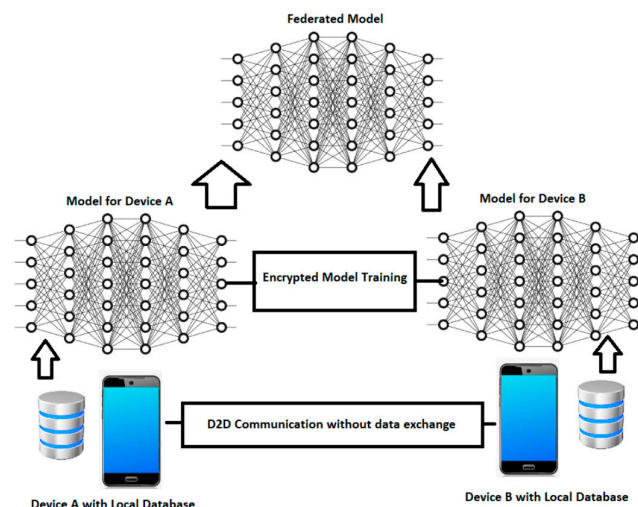 Federated Model
Model for Device A
Model for Device B
Encrypted Model Training
D2D Communication without data exchange
Device A with Local Database
Device B with Local Database